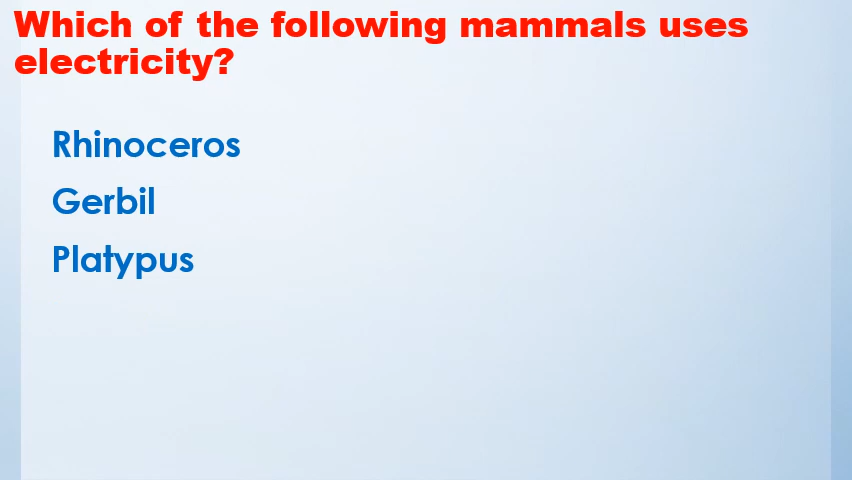 Which of the following mammals uses
electricity?
Rhinoceros
Gerbil
Platypus